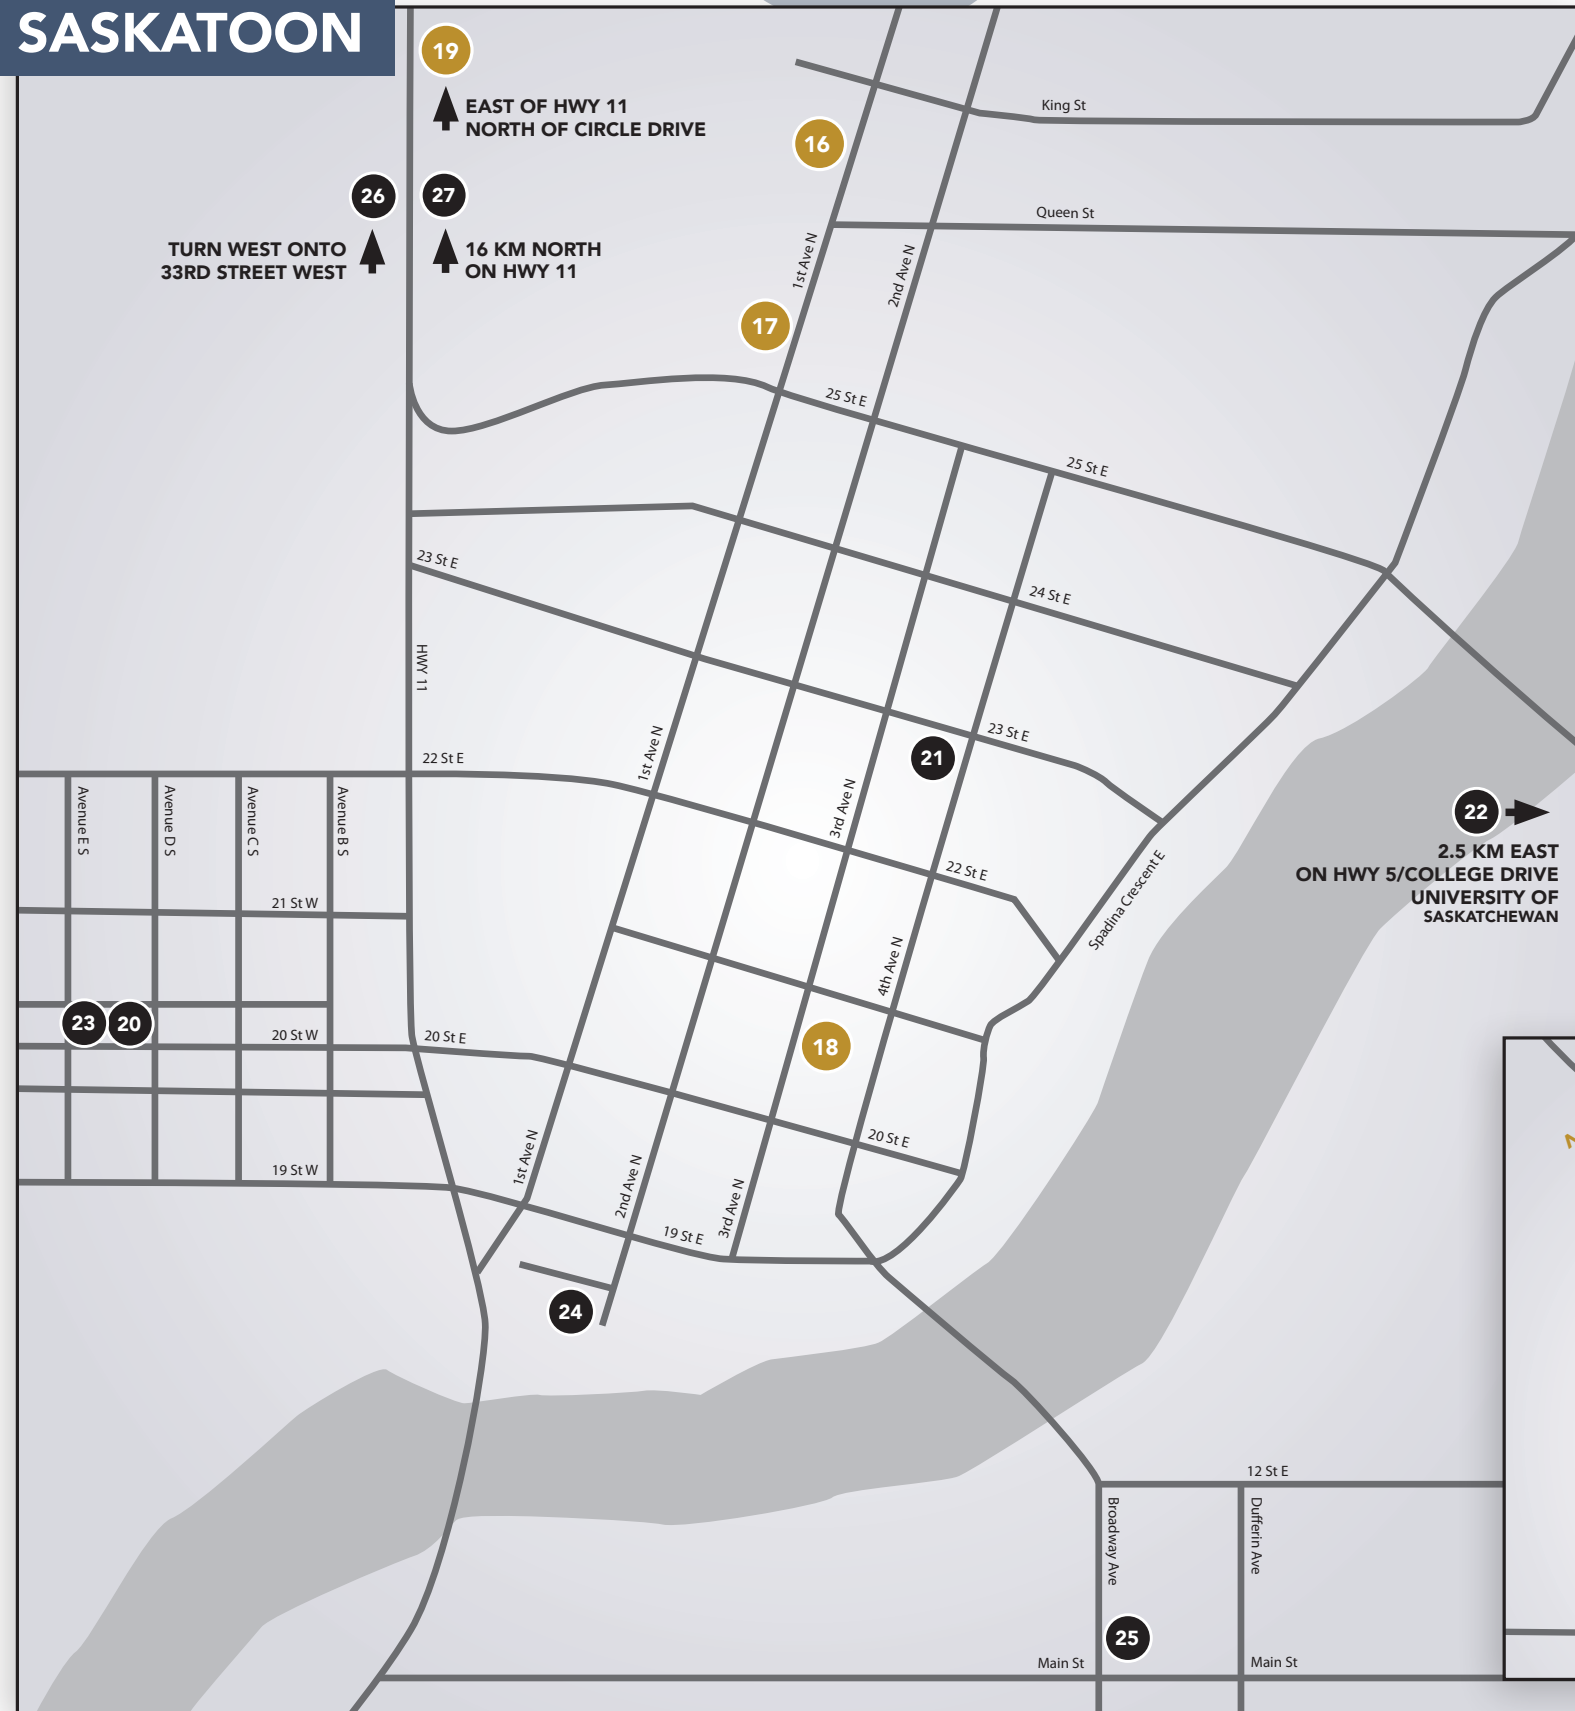 SASKATOON
19
EAST OF HWY 11
NORTH OF CIRCLE DRIVE
King St
16
26
27
TURN WEST ONTO
33RD STREET WEST
16 KM NORTH
ON HWY 11
Queen St
1st Ave N
2nd Ave N
17
25 St E
25 St E
23 St E
24 St E
HWY 11
23 St E
21
22 St E
1st Ave N
3rd Ave N
Avenue E S
Avenue D S
Avenue C S
Avenue B S
22
2.5 KM EAST
ON HWY 5/COLLEGE DRIVE
UNIVERSITY OF
SASKATCHEWAN
22 St E
Spadina Crescent E
21 St W
4th Ave N
23
20
20 St W
20 St E
18
20 St E
19 St W
1st Ave N
2nd Ave N
3rd Ave N
19 St E
24
12 St E
Broadway Ave
Dufferin Ave
25
Main St
Main St